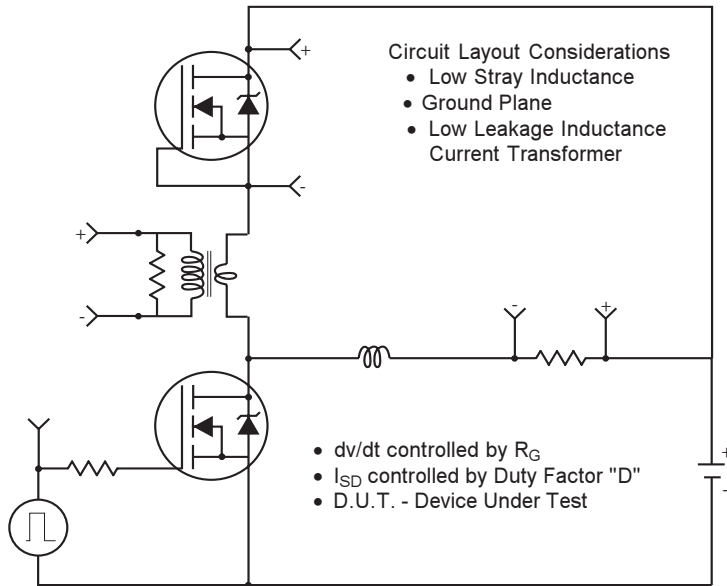 +
Circuit Layout Considerations
• Low Stray Inductance
• Ground Plane
• Low Leakage Inductance
Current Transformer
-
+
-
-
+
• dv/dt controlled by RG
• ISD controlled by Duty Factor "D"
• D.U.T. - Device Under Test
+
-